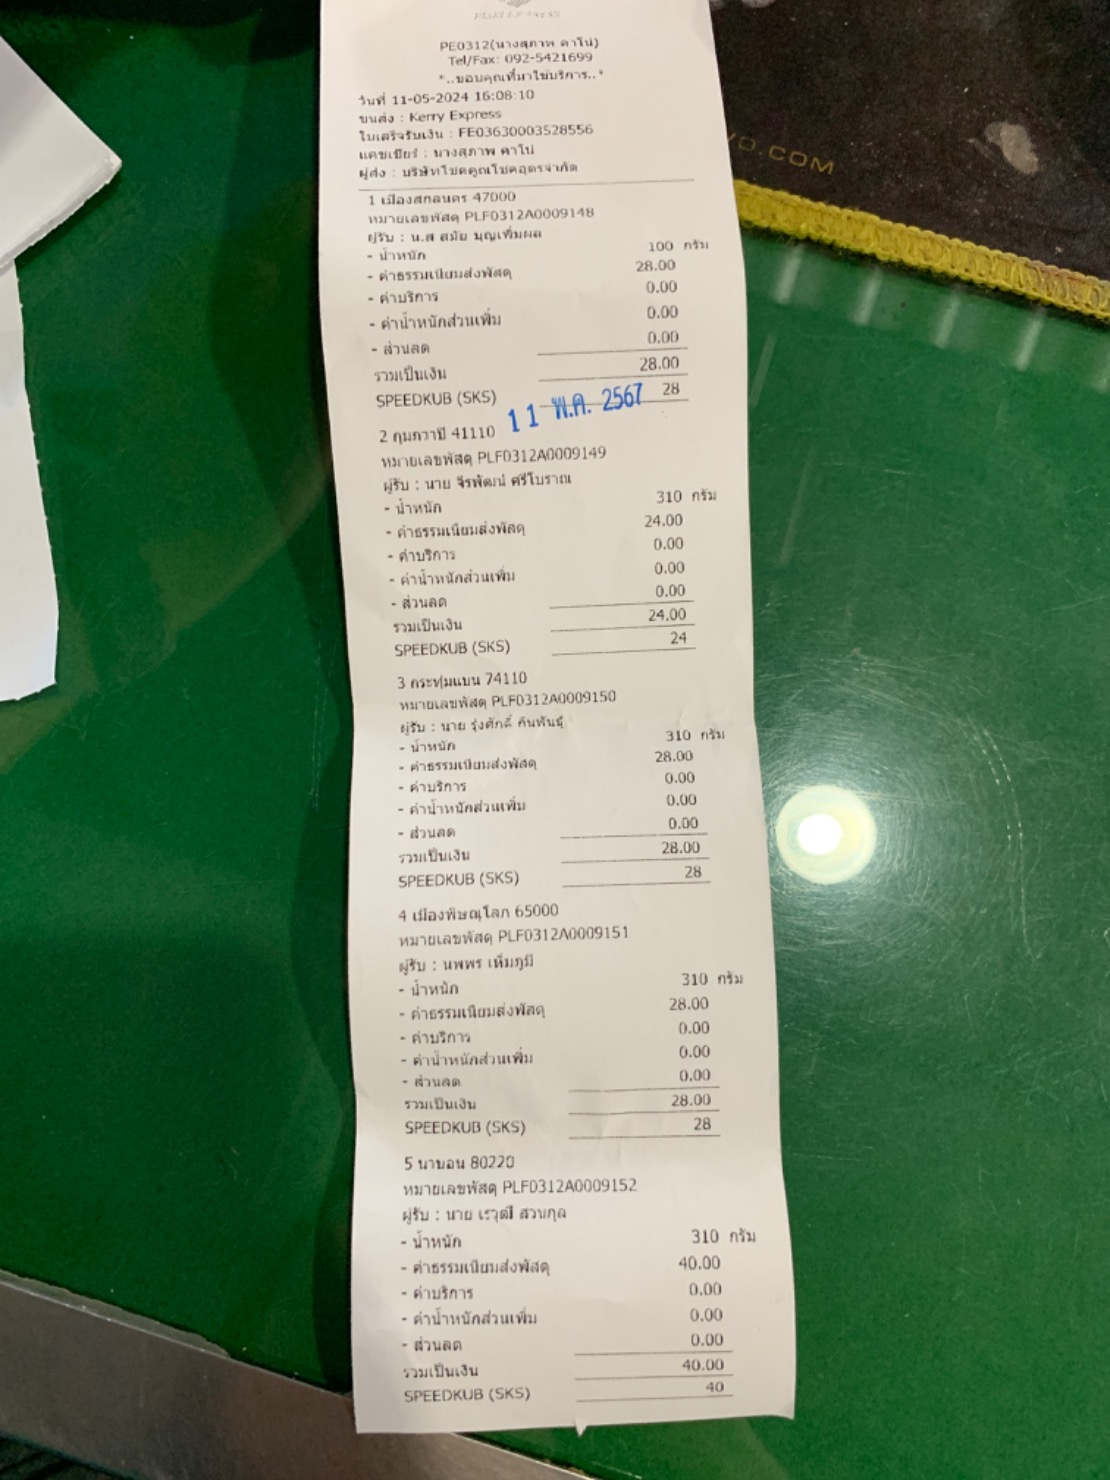 PE0312(นางสุภาพ คาโน่)
Tel/Fax: 092-5421699
*..ขอบคุณที่มาใช้บริการ..*
วันที่ 11-05-2024 16:08:10
ขนส่ง : Kerry Express
ใบเสร็จรับเงิน : FE03630003528556
แคชเชียร์ : นางสุภาพ คาโน่
ผู้ส่ง : บริษัทโชคคูณโชคอุดรจำกัด
1 เมืองสกลนคร 47000
หมายเลขพัสดุ PLF0312A0009148
ผู้รับ : น.ส สมัย บุญเพิ่มผล
- น้ำหนัก 100 กรัม
- ค่าธรรมเนียมส่งพัสดุ 28.00
- ค่าบริการ 0.00
- ค่าน้ำหนักส่วนเพิ่ม 0.00
- ส่วนลด 0.00
รวมเป็นเงิน 28.00
SPEEDKUB (SKS) 28
11 พ.ค. 2567
2 กุมภวาปี 41110
หมายเลขพัสดุ PLF0312A0009149
ผู้รับ : นาย จิรพัฒน์ ศรีโบราณ
- น้ำหนัก 310 กรัม
- ค่าธรรมเนียมส่งพัสดุ 24.00
- ค่าบริการ 0.00
- ค่าน้ำหนักส่วนเพิ่ม 0.00
- ส่วนลด 0.00
รวมเป็นเงิน 24.00
SPEEDKUB (SKS) 24
3 กระทุ่มแบน 74110
หมายเลขพัสดุ PLF0312A0009150
ผู้รับ : นาย รุ่งศักดิ์ กันพันธุ์
- น้ำหนัก 310 กรัม
- ค่าธรรมเนียมส่งพัสดุ 28.00
- ค่าบริการ 0.00
- ค่าน้ำหนักส่วนเพิ่ม 0.00
- ส่วนลด 0.00
รวมเป็นเงิน 28.00
SPEEDKUB (SKS) 28
4 เมืองพิษณุโลก 65000
หมายเลขพัสดุ PLF0312A0009151
ผู้รับ : นพพร เห็มภูมี
- น้ำหนัก 310 กรัม
- ค่าธรรมเนียมส่งพัสดุ 28.00
- ค่าบริการ 0.00
- ค่าน้ำหนักส่วนเพิ่ม 0.00
- ส่วนลด 0.00
รวมเป็นเงิน 28.00
SPEEDKUB (SKS) 28
5 นาบอน 80220
หมายเลขพัสดุ PLF0312A0009152
ผู้รับ : นาย เรวุฒิ สวนกุล
- น้ำหนัก 310 กรัม
- ค่าธรรมเนียมส่งพัสดุ 40.00
- ค่าบริการ 0.00
- ค่าน้ำหนักส่วนเพิ่ม 0.00
- ส่วนลด 0.00
รวมเป็นเงิน 40.00
SPEEDKUB (SKS) 40